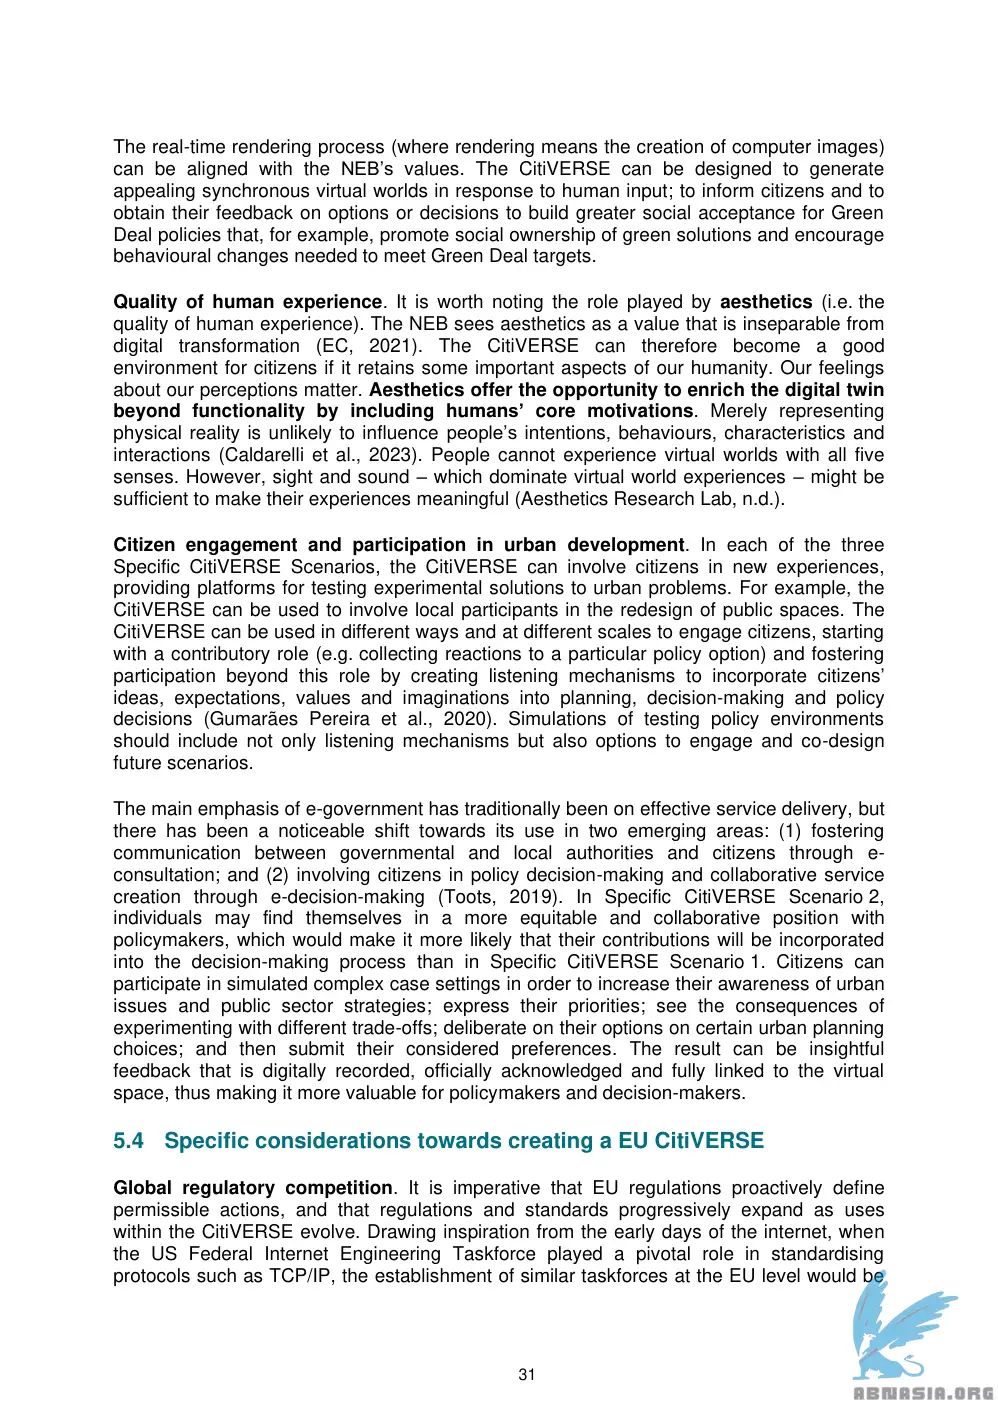 The real-time rendering process (where rendering means the creation of computer images)
can be aligned with the NEB’s values. The CitiVERSE can be designed to generate
appealing synchronous virtual worlds in response to human input; to inform citizens and to
obtain their feedback on options or decisions to build greater social acceptance for Green
Deal policies that, for example, promote social ownership of green solutions and encourage
behavioural changes needed to meet Green Deal targets.
Quality of human experience. It is worth noting the role played by aesthetics (i.e. the
quality of human experience). The NEB sees aesthetics as a value that is inseparable from
digital transformation (EC, 2021). The CitiVERSE can therefore become a good
environment for citizens if it retains some important aspects of our humanity. Our feelings
about our perceptions matter. Aesthetics offer the opportunity to enrich the digital twin
beyond functionality by including humans’ core motivations. Merely representing
physical reality is unlikely to influence people’s intentions, behaviours, characteristics and
interactions (Caldarelli et al., 2023). People cannot experience virtual worlds with all five
senses. However, sight and sound – which dominate virtual world experiences – might be
sufficient to make their experiences meaningful (Aesthetics Research Lab, n.d.).
Citizen engagement and participation in urban development. In each of the three
Specific CitiVERSE Scenarios, the CitiVERSE can involve citizens in new experiences,
providing platforms for testing experimental solutions to urban problems. For example, the
CitiVERSE can be used to involve local participants in the redesign of public spaces. The
CitiVERSE can be used in different ways and at different scales to engage citizens, starting
with a contributory role (e.g. collecting reactions to a particular policy option) and fostering
participation beyond this role by creating listening mechanisms to incorporate citizens’
ideas, expectations, values and imaginations into planning, decision-making and policy
decisions (Gumarães Pereira et al., 2020). Simulations of testing policy environments
should include not only listening mechanisms but also options to engage and co-design
future scenarios.
The main emphasis of e-government has traditionally been on effective service delivery, but
there has been a noticeable shift towards its use in two emerging areas: (1) fostering
communication between governmental and local authorities and citizens through e-
consultation; and (2) involving citizens in policy decision-making and collaborative service
creation through e-decision-making (Toots, 2019). In Specific CitiVERSE Scenario 2,
individuals may find themselves in a more equitable and collaborative position with
policymakers, which would make it more likely that their contributions will be incorporated
into the decision-making process than in Specific CitiVERSE Scenario 1. Citizens can
participate in simulated complex case settings in order to increase their awareness of urban
issues and public sector strategies; express their priorities; see the consequences of
experimenting with different trade-offs; deliberate on their options on certain urban planning
choices; and then submit their considered preferences. The result can be insightful
feedback that is digitally recorded, officially acknowledged and fully linked to the virtual
space, thus making it more valuable for policymakers and decision-makers.
5.4 Specific considerations towards creating a EU CitiVERSE
Global regulatory competition. It is imperative that EU regulations proactively define
permissible actions, and that regulations and standards progressively expand as uses
within the CitiVERSE evolve. Drawing inspiration from the early days of the internet, when
the US Federal Internet Engineering Taskforce played a pivotal role in standardising
protocols such as TCP/IP, the establishment of similar taskforces at the EU level would be
31
ABNASIA.ORG